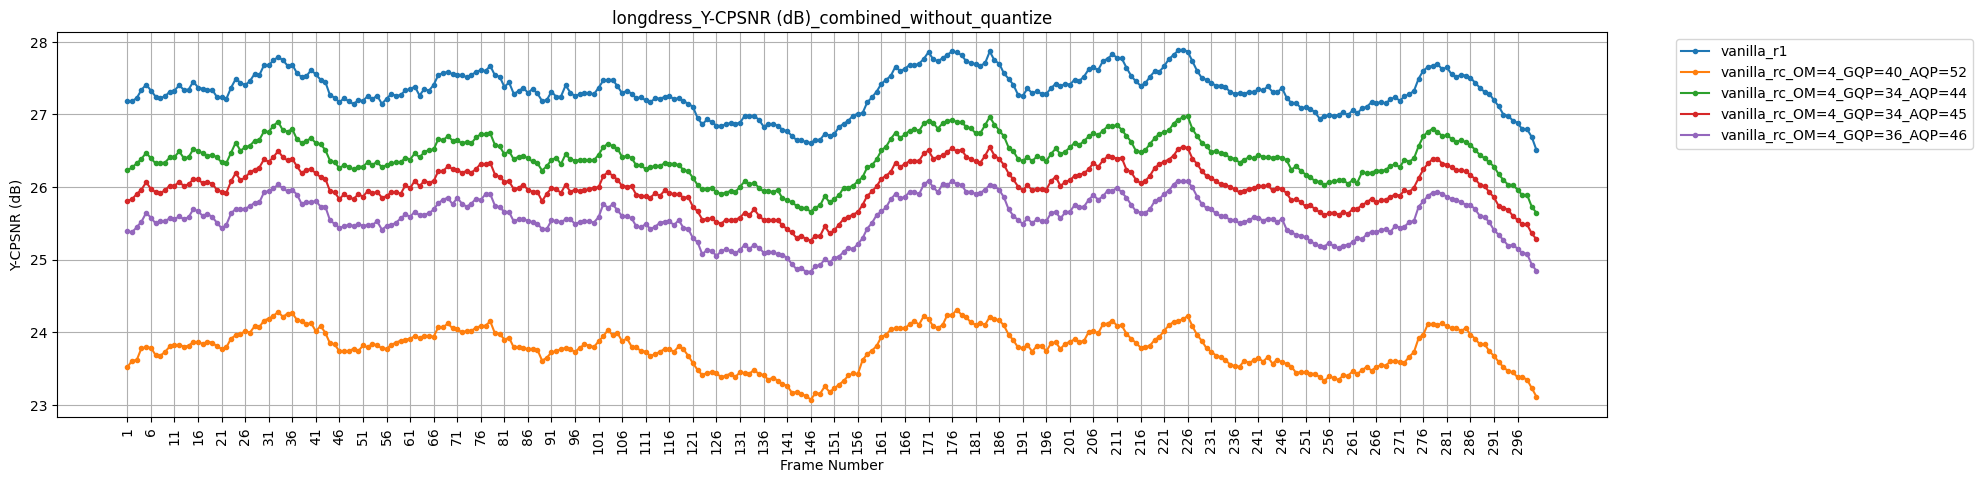 longdress_Y-CPSNR (dB)_combined_without_quantize
Y-CPSNR (dB)
28
27
26
25
24
23
1 6 11 16 21 26 31 36 41 46 51 56 61 66 71 76 81 86 91 96 101 106 111 116 121 126 131 136 141 146 151 156 161 166 171 176 181 186 191 196 201 206 211 216 221 226 231 236 241 246 251 256 261 266 271 276 281 286 291 296
Frame Number
vanilla_r1
vanilla_rc_OM=4_GQP=40_AQP=52
vanilla_rc_OM=4_GQP=34_AQP=44
vanilla_rc_OM=4_GQP=34_AQP=45
vanilla_rc_OM=4_GQP=36_AQP=46